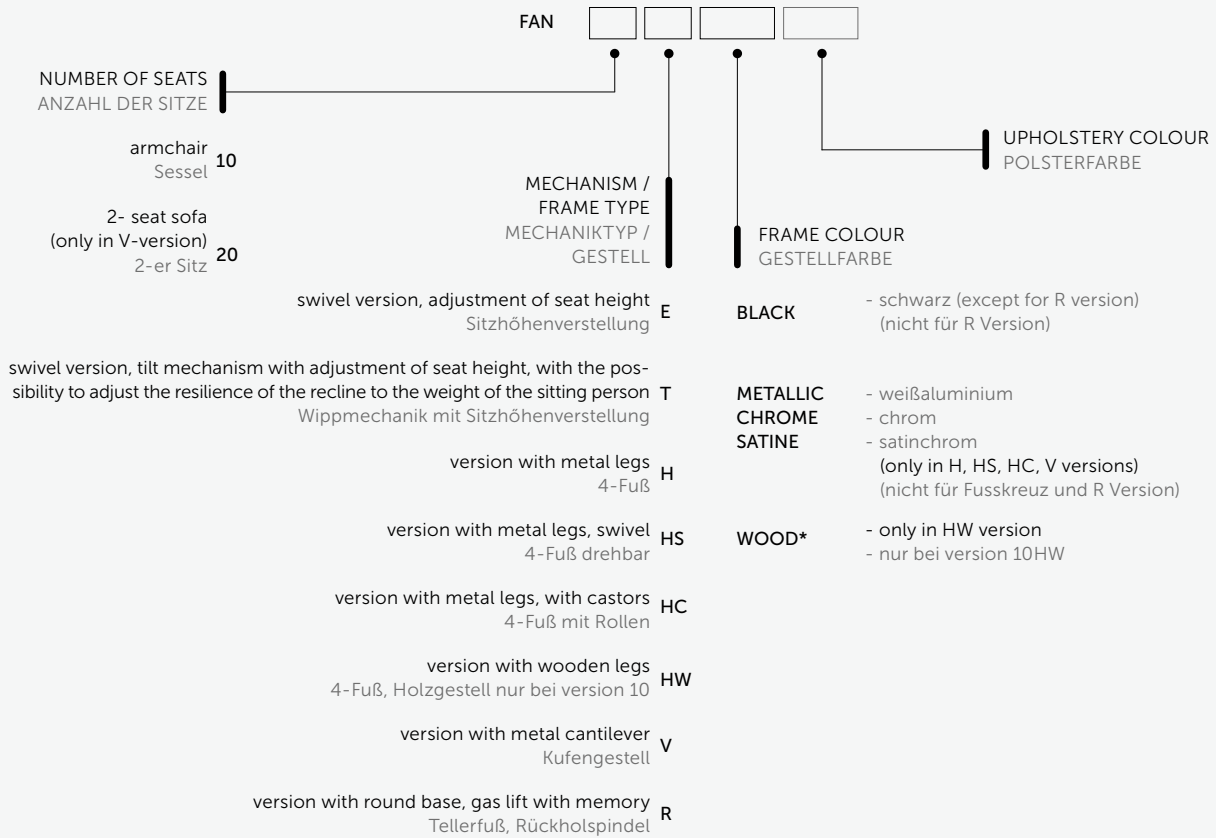 FAN
NUMBER OF SEATS
ANZAHL DER SITZE
armchair
Sessel
10
2- seat sofa
(only in V-version)
2-er Sitz
20
MECHANISM /
FRAME TYPE
MECHANIKTYP /
GESTELL
FRAME COLOUR
GESTELLFARBE
UPHOLSTERY COLOUR
POLSTERFARBE
swivel version, adjustment of seat height
Sitzhőhenverstellung
E
swivel version, tilt mechanism with adjustment of seat height, with the pos-
sibility to adjust the resilience of the recline to the weight of the sitting person
Wippmechanik mit Sitzhőhenverstellung
T
version with metal legs
4-Fuß
H
version with metal legs, swivel
4-Fuß drehbar
HS
version with metal legs, with castors
4-Fuß mit Rollen
HC
version with wooden legs
4-Fuß, Holzgestell nur bei version 10
HW
version with metal cantilever
Kufengestell
V
version with round base, gas lift with memory
Tellerfuß, Rückholspindel
R
BLACK - schwarz (except for R version)
(nicht für R Version)
METALLIC - weißaluminium
CHROME - chrom
SATINE - satinchrom
(only in H, HS, HC, V versions)
(nicht für Fusskreuz und R Version)
WOOD* - only in HW version
- nur bei version 10HW